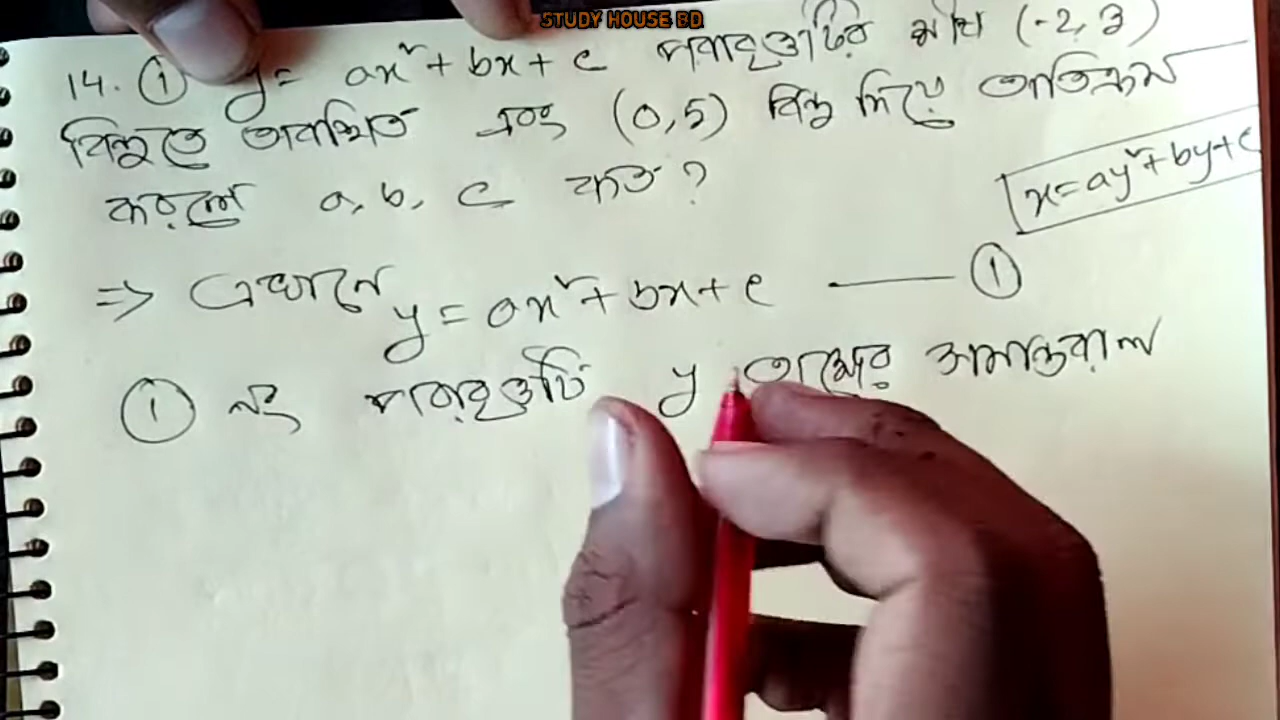 STUDY HOUSE BD
14. ① y = ax² + bx + c পরাবৃত্তটির শীর্ষ (-2, 3)
বিন্দুতে অবস্থিত এবং (0, 5) বিন্দু দিয়ে অতিক্রম
করলে a, b, c কত?
x = ay² + by + c
⇒ এখানে y = ax² + bx + c —— ①
① নং পরাবৃত্তটি y অক্ষের সমান্তরাল